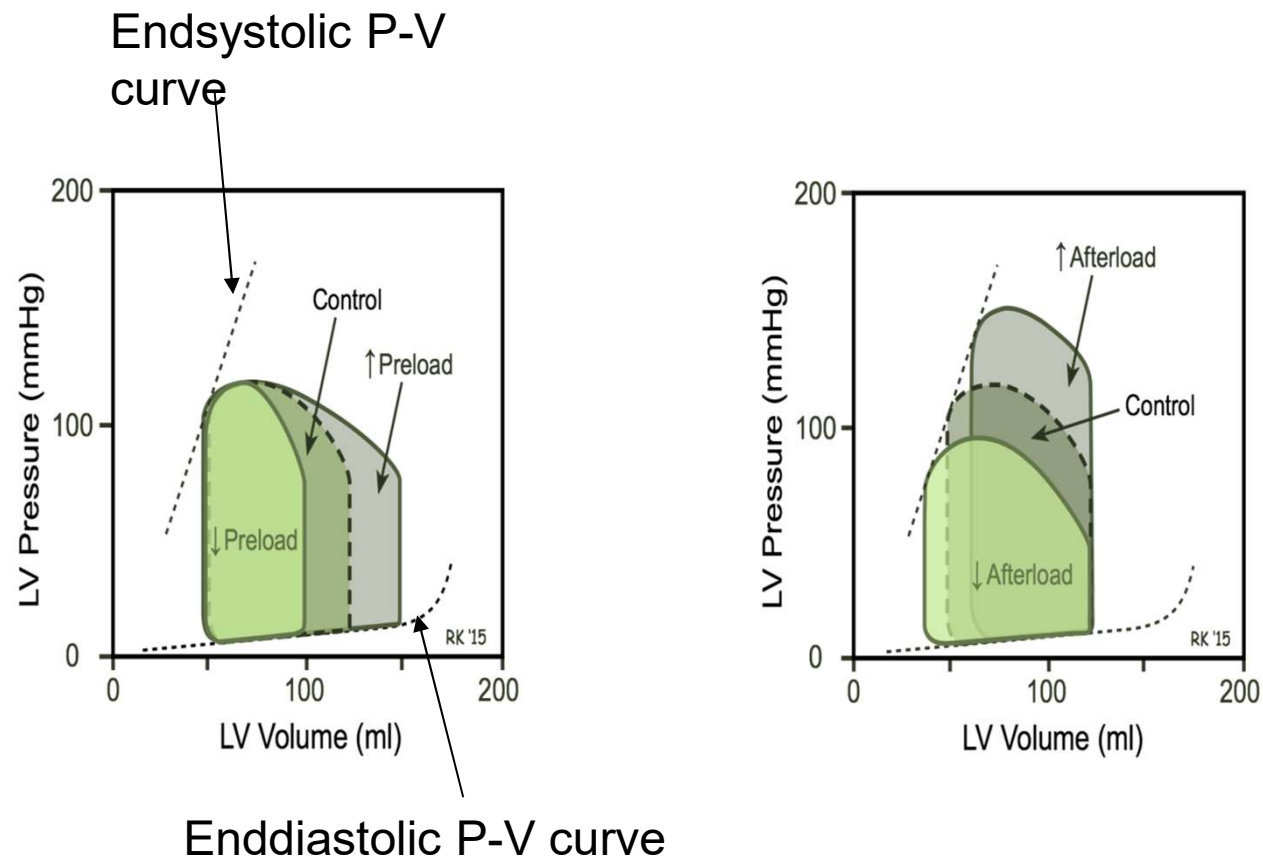 Endsystolic P-V
curve
200
100
0
LV Pressure (mmHg)
Control
↑Preload
↓Preload
RK '15
0
100
200
LV Volume (ml)
Enddiastolic P-V curve
200
100
0
LV Pressure (mmHg)
↑Afterload
Control
↓Afterload
RK '15
0
100
200
LV Volume (ml)